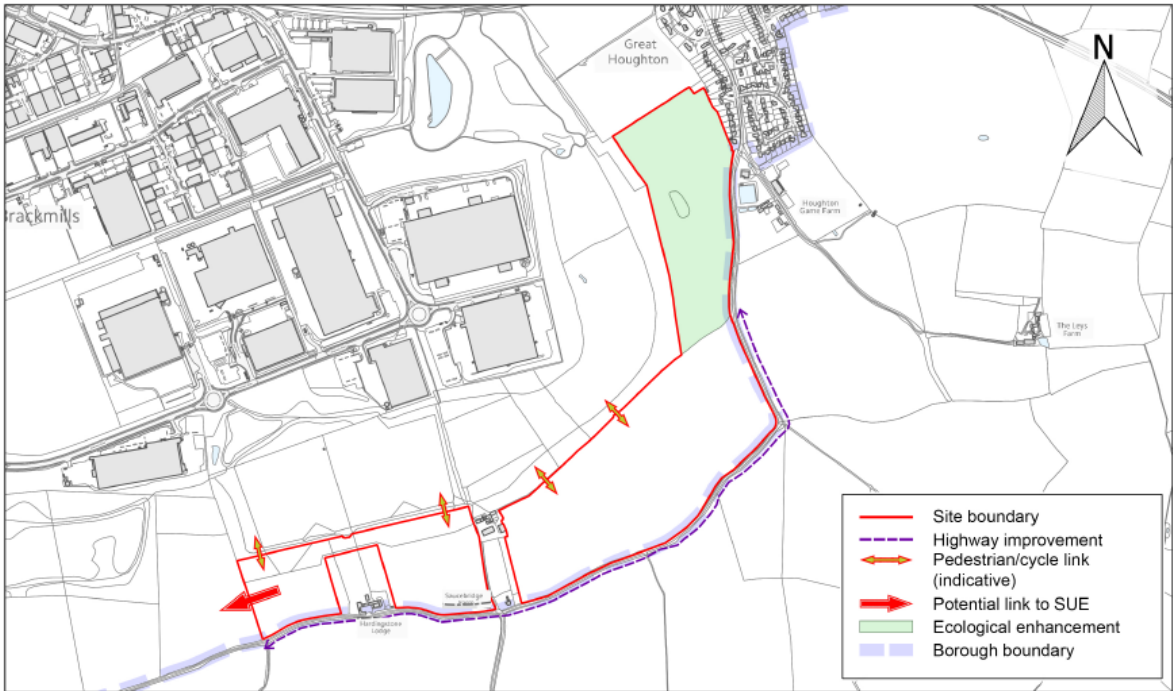 Great
Houghton
N
Brackmills
Houghton
Game Farm
The Leys
Farm
Hardingstone
Lodge
Site boundary
Highway improvement
Pedestrian/cycle link
(indicative)
Potential link to SUE
Ecological enhancement
Borough boundary